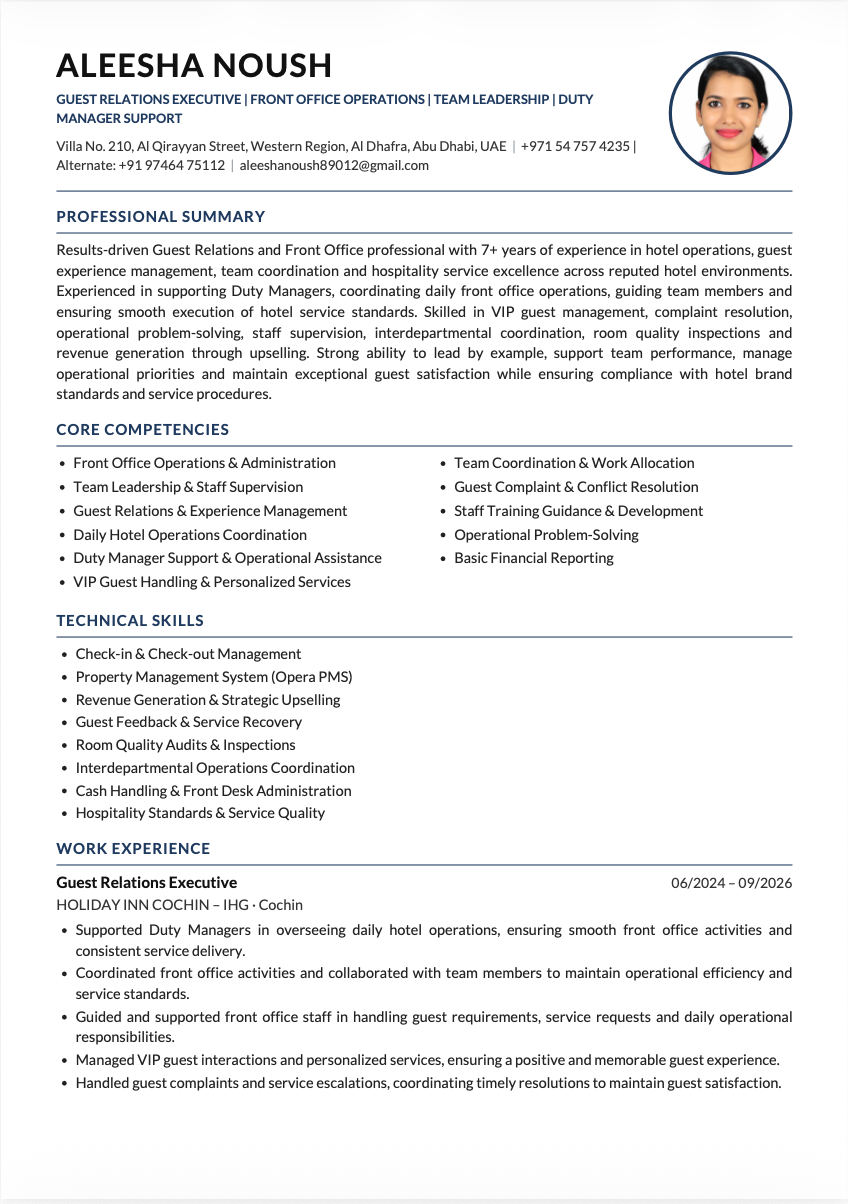 ALEESHA NOUSH
GUEST RELATIONS EXECUTIVE | FRONT OFFICE OPERATIONS | TEAM LEADERSHIP | DUTY
MANAGER SUPPORT
Villa No. 210, Al Qirayyan Street, Western Region, Al Dhafra, Abu Dhabi, UAE | +971 54 757 4235 |
Alternate: +91 97464 75112 | aleeshanoush89012@gmail.com
PROFESSIONAL SUMMARY
Results-driven Guest Relations and Front Office professional with 7+ years of experience in hotel operations, guest
experience management, team coordination and hospitality service excellence across reputed hotel environments.
Experienced in supporting Duty Managers, coordinating daily front office operations, guiding team members and
ensuring smooth execution of hotel service standards. Skilled in VIP guest management, complaint resolution,
operational problem-solving, staff supervision, interdepartmental coordination, room quality inspections and
revenue generation through upselling. Strong ability to lead by example, support team performance, manage
operational priorities and maintain exceptional guest satisfaction while ensuring compliance with hotel brand
standards and service procedures.
CORE COMPETENCIES
• Front Office Operations & Administration
• Team Leadership & Staff Supervision
• Guest Relations & Experience Management
• Daily Hotel Operations Coordination
• Duty Manager Support & Operational Assistance
• VIP Guest Handling & Personalized Services
• Team Coordination & Work Allocation
• Guest Complaint & Conflict Resolution
• Staff Training Guidance & Development
• Operational Problem-Solving
• Basic Financial Reporting
TECHNICAL SKILLS
• Check-in & Check-out Management
• Property Management System (Opera PMS)
• Revenue Generation & Strategic Upselling
• Guest Feedback & Service Recovery
• Room Quality Audits & Inspections
• Interdepartmental Operations Coordination
• Cash Handling & Front Desk Administration
• Hospitality Standards & Service Quality
WORK EXPERIENCE
Guest Relations Executive 06/2024 – 09/2026
HOLIDAY INN COCHIN – IHG · Cochin
• Supported Duty Managers in overseeing daily hotel operations, ensuring smooth front office activities and
consistent service delivery.
• Coordinated front office activities and collaborated with team members to maintain operational efficiency and
service standards.
• Guided and supported front office staff in handling guest requirements, service requests and daily operational
responsibilities.
• Managed VIP guest interactions and personalized services, ensuring a positive and memorable guest experience.
• Handled guest complaints and service escalations, coordinating timely resolutions to maintain guest satisfaction.